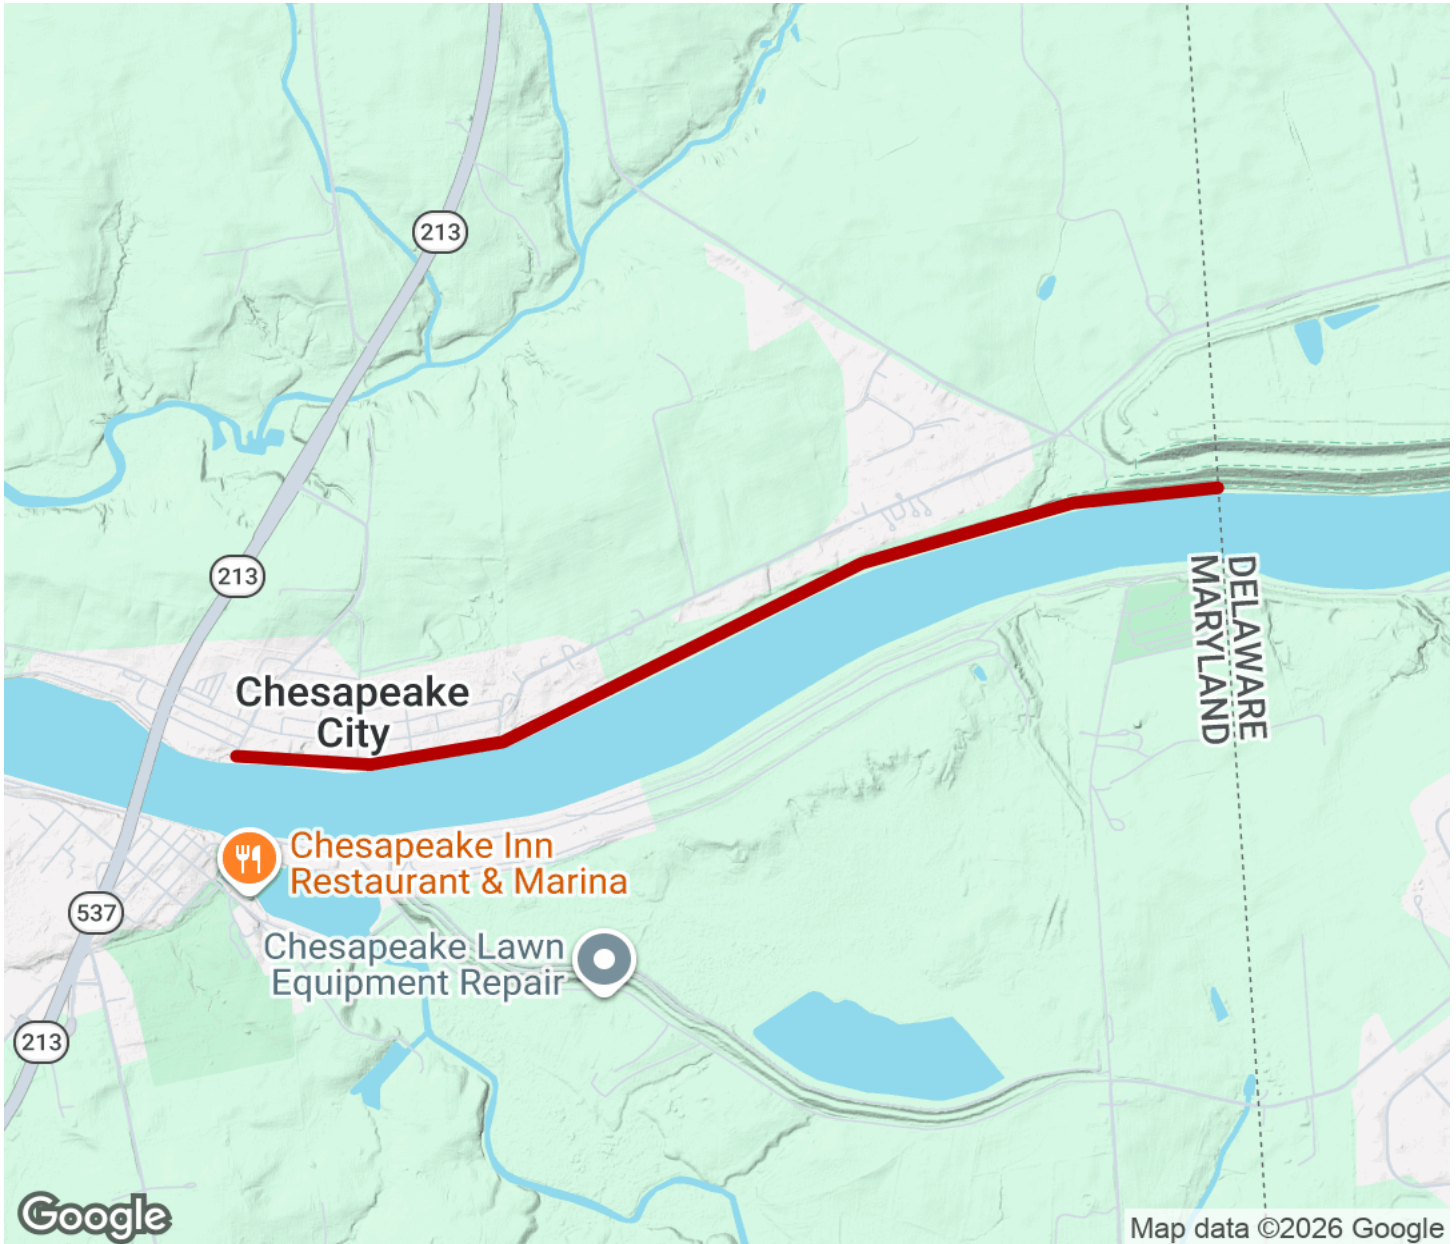 213
213
DELAWARE
MARYLAND
Chesapeake
City
Chesapeake Inn
Restaurant & Marina
537
Chesapeake Lawn
Equipment Repair
213
Google
Map data ©2026 Google